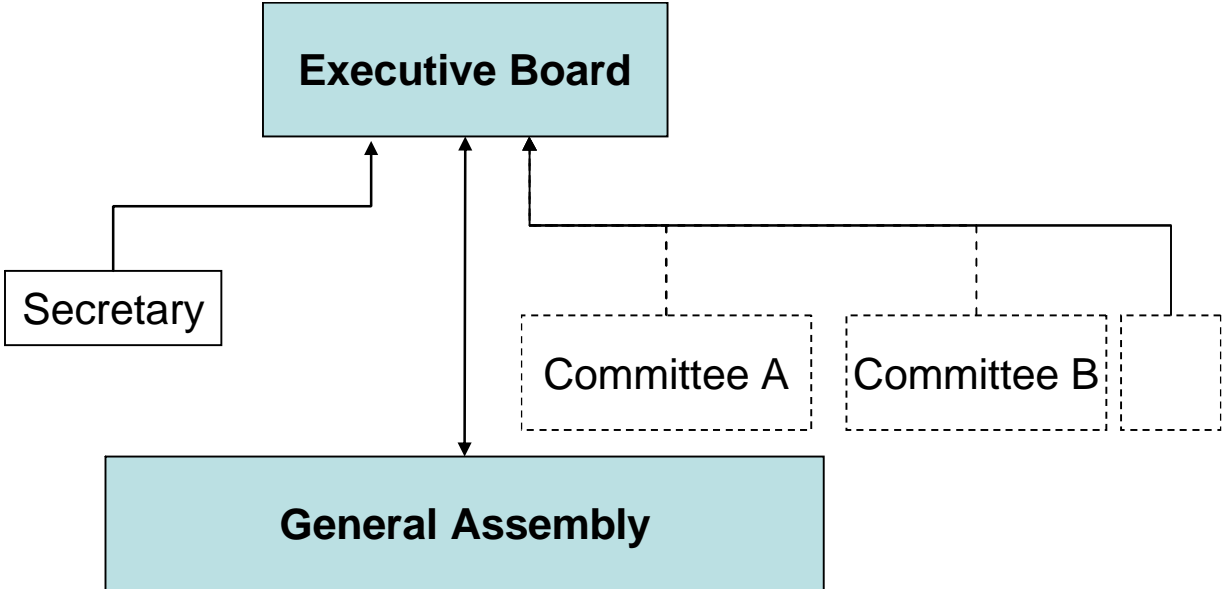 Executive Board
Secretary
Committee A
Committee B
General Assembly